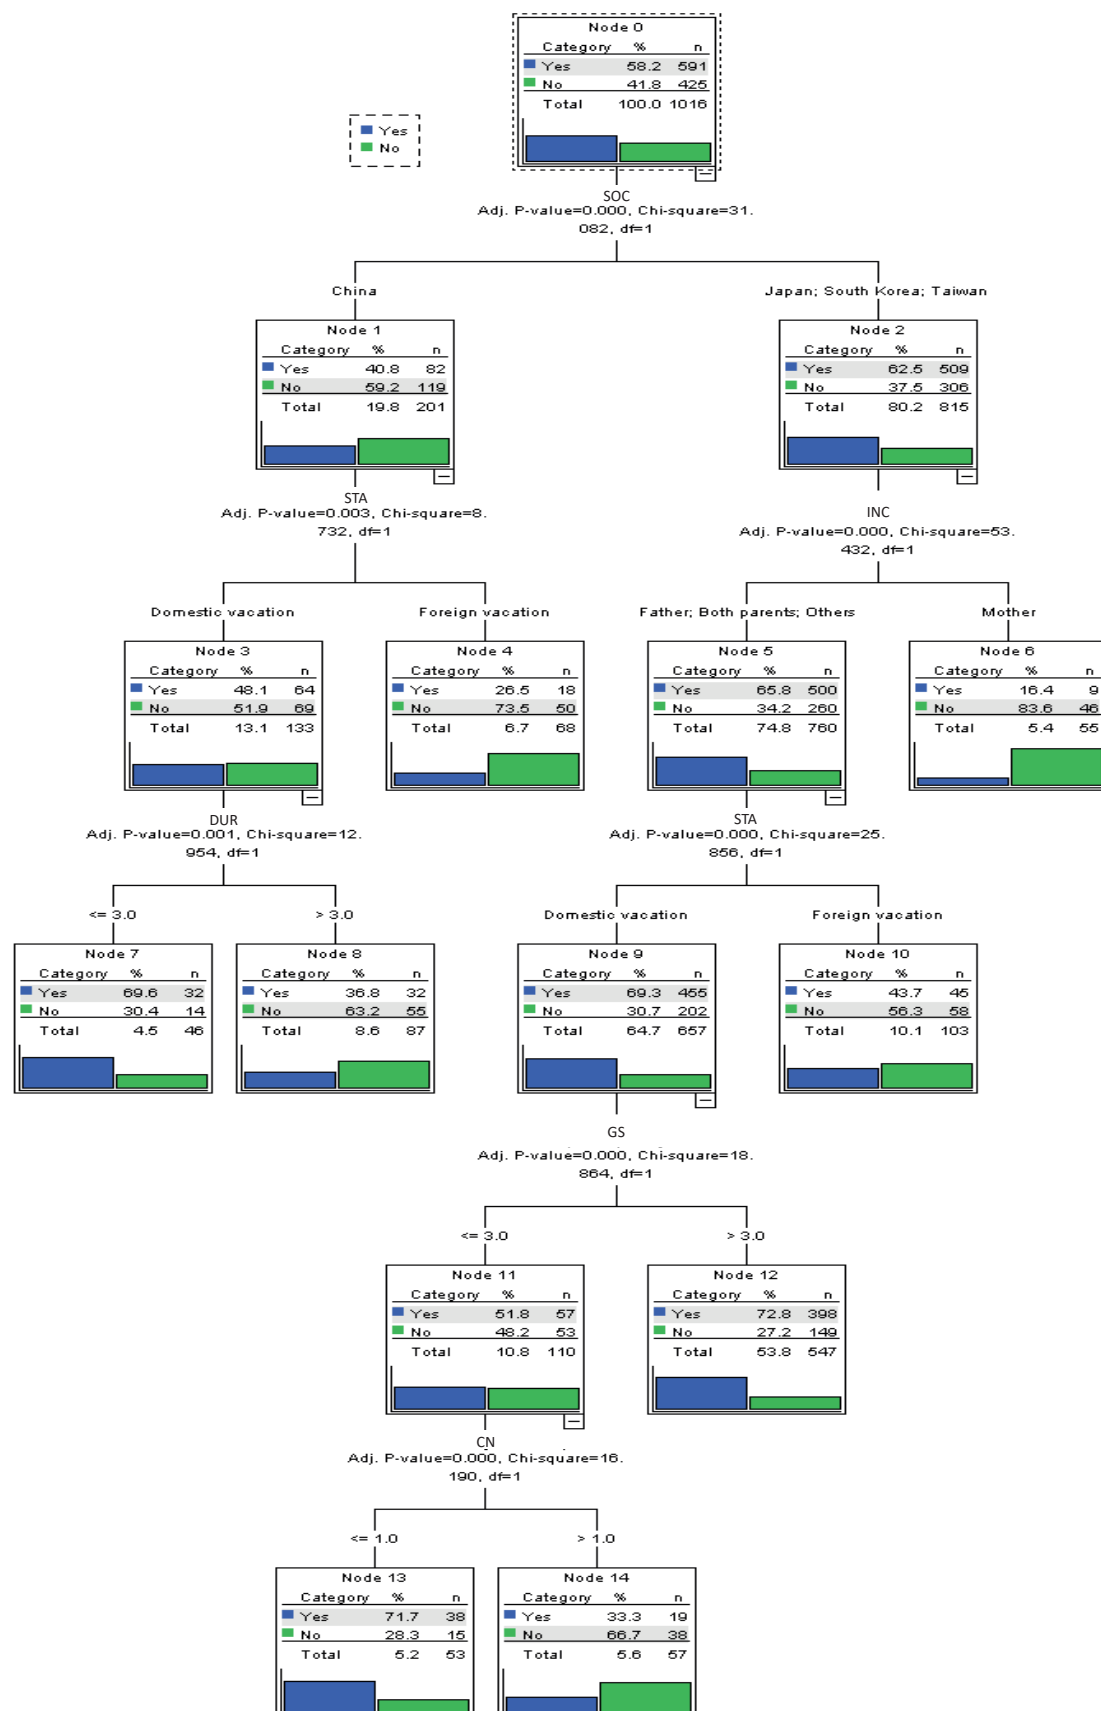 Node 0
Category % n
Yes 58.2 591
No 41.8 425
Total 100.0 1016
Yes
No
SOC
Adj. P-value=0.000, Chi-square=31.
082, df=1
China
Japan; South Korea; Taiwan
Node 1
Category % n
Yes 40.8 82
No 59.2 119
Total 19.8 201
Node 2
Category % n
Yes 62.5 509
No 37.5 306
Total 80.2 815
STA
Adj. P-value=0.003, Chi-square=8.
732, df=1
INC
Adj. P-value=0.000, Chi-square=53.
432, df=1
Domestic vacation
Foreign vacation
Father; Both parents; Others
Mother
Node 3
Category % n
Yes 48.1 64
No 51.9 69
Total 13.1 133
Node 4
Category % n
Yes 26.5 18
No 73.5 50
Total 6.7 68
Node 5
Category % n
Yes 65.8 500
No 34.2 260
Total 74.8 760
Node 6
Category % n
Yes 16.4 9
No 83.6 46
Total 5.4 55
DUR
Adj. P-value=0.001, Chi-square=12.
954, df=1
STA
Adj. P-value=0.000, Chi-square=25.
856, df=1
<= 3.0
> 3.0
Domestic vacation
Foreign vacation
Node 7
Category % n
Yes 69.6 32
No 30.4 14
Total 4.5 46
Node 8
Category % n
Yes 36.8 32
No 63.2 55
Total 8.6 87
Node 9
Category % n
Yes 69.3 455
No 30.7 202
Total 64.7 657
Node 10
Category % n
Yes 43.7 45
No 56.3 58
Total 10.1 103
GS
Adj. P-value=0.000, Chi-square=18.
864, df=1
<= 3.0
> 3.0
Node 11
Category % n
Yes 51.8 57
No 48.2 53
Total 10.8 110
Node 12
Category % n
Yes 72.8 398
No 27.2 149
Total 53.8 547
CN
Adj. P-value=0.000, Chi-square=16.
190, df=1
<= 1.0
> 1.0
Node 13
Category % n
Yes 71.7 38
No 28.3 15
Total 5.2 53
Node 14
Category % n
Yes 33.3 19
No 66.7 38
Total 5.6 57